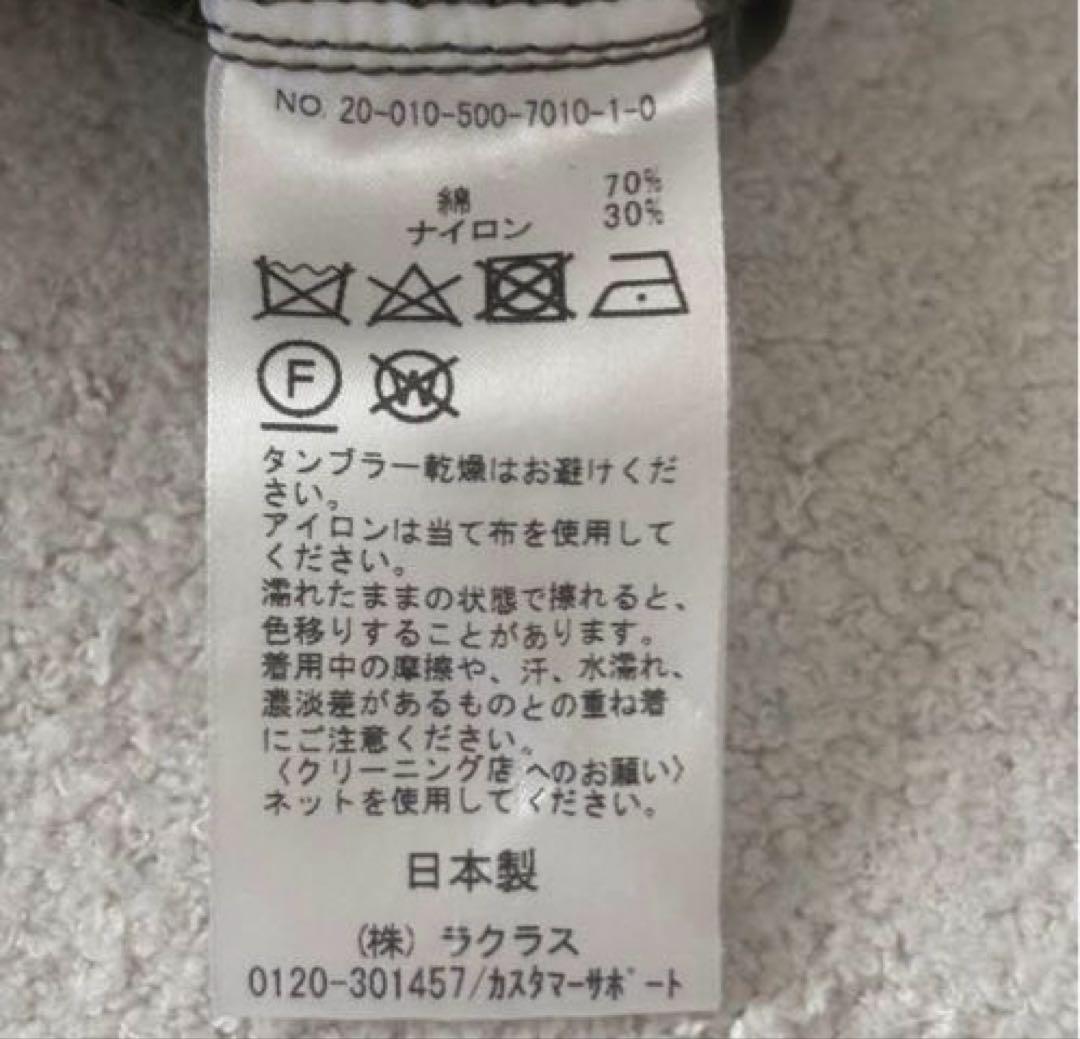 NO. 20-010-500-7010-1-0
綿 70%
ナイロン 30%
F W
タンブラー乾燥はお避けくだ
さい。
アイロンは当て布を使用して
ください。
濡れたままの状態で擦れると、
色移りすることがあります。
着用中の摩擦や、汗、水濡れ、
濃淡差があるものとの重ね着
にご注意ください。
〈クリーニング店へのお願い〉
ネットを使用してください。
日本製
(株) ラクラス
0120-301457/カスタマーサポート